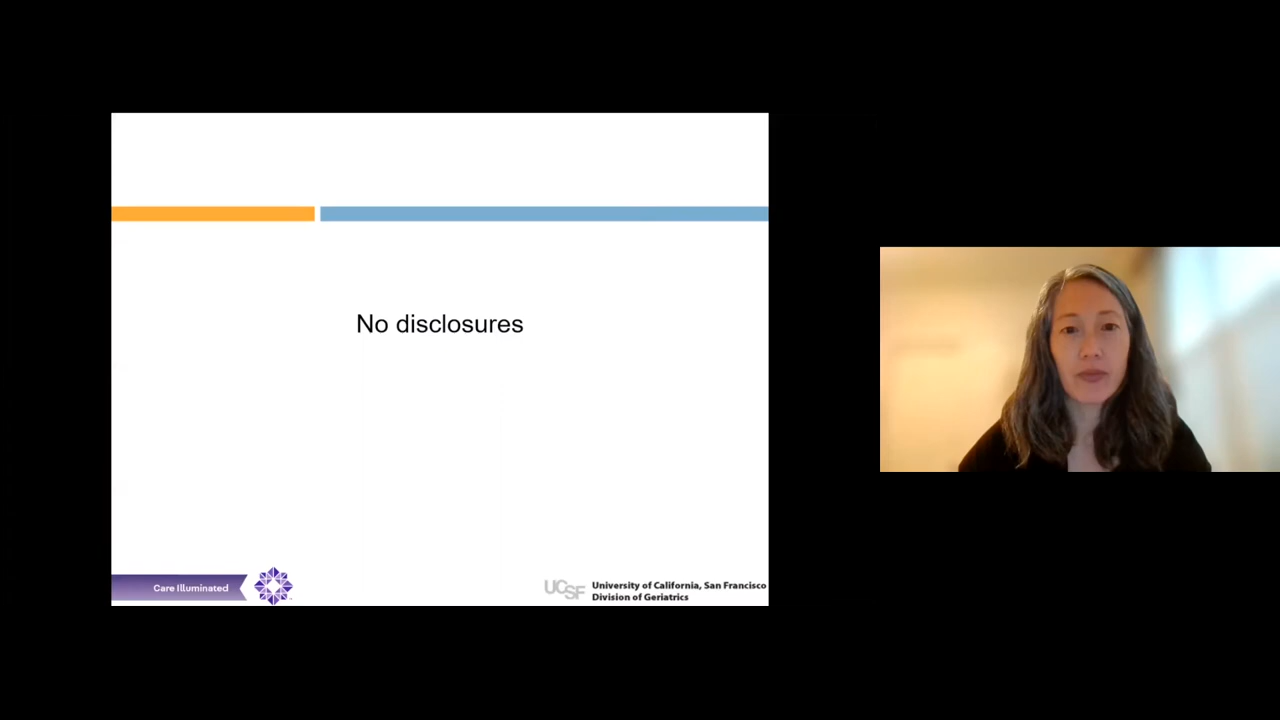 No disclosures
Care Illuminated
UCSF
University of California, San Francisco
Division of Geriatrics